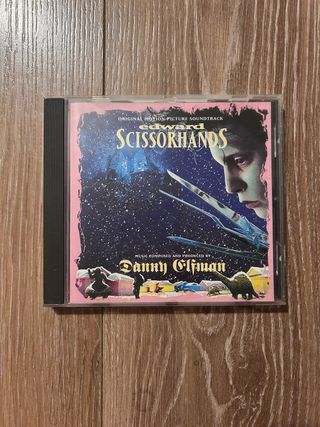 ORIGINAL MOTION PICTURE SOUNDTRACK
edward
SCISSORHANDS
MUSIC COMPOSED AND PRODUCED BY
Danny Elfman